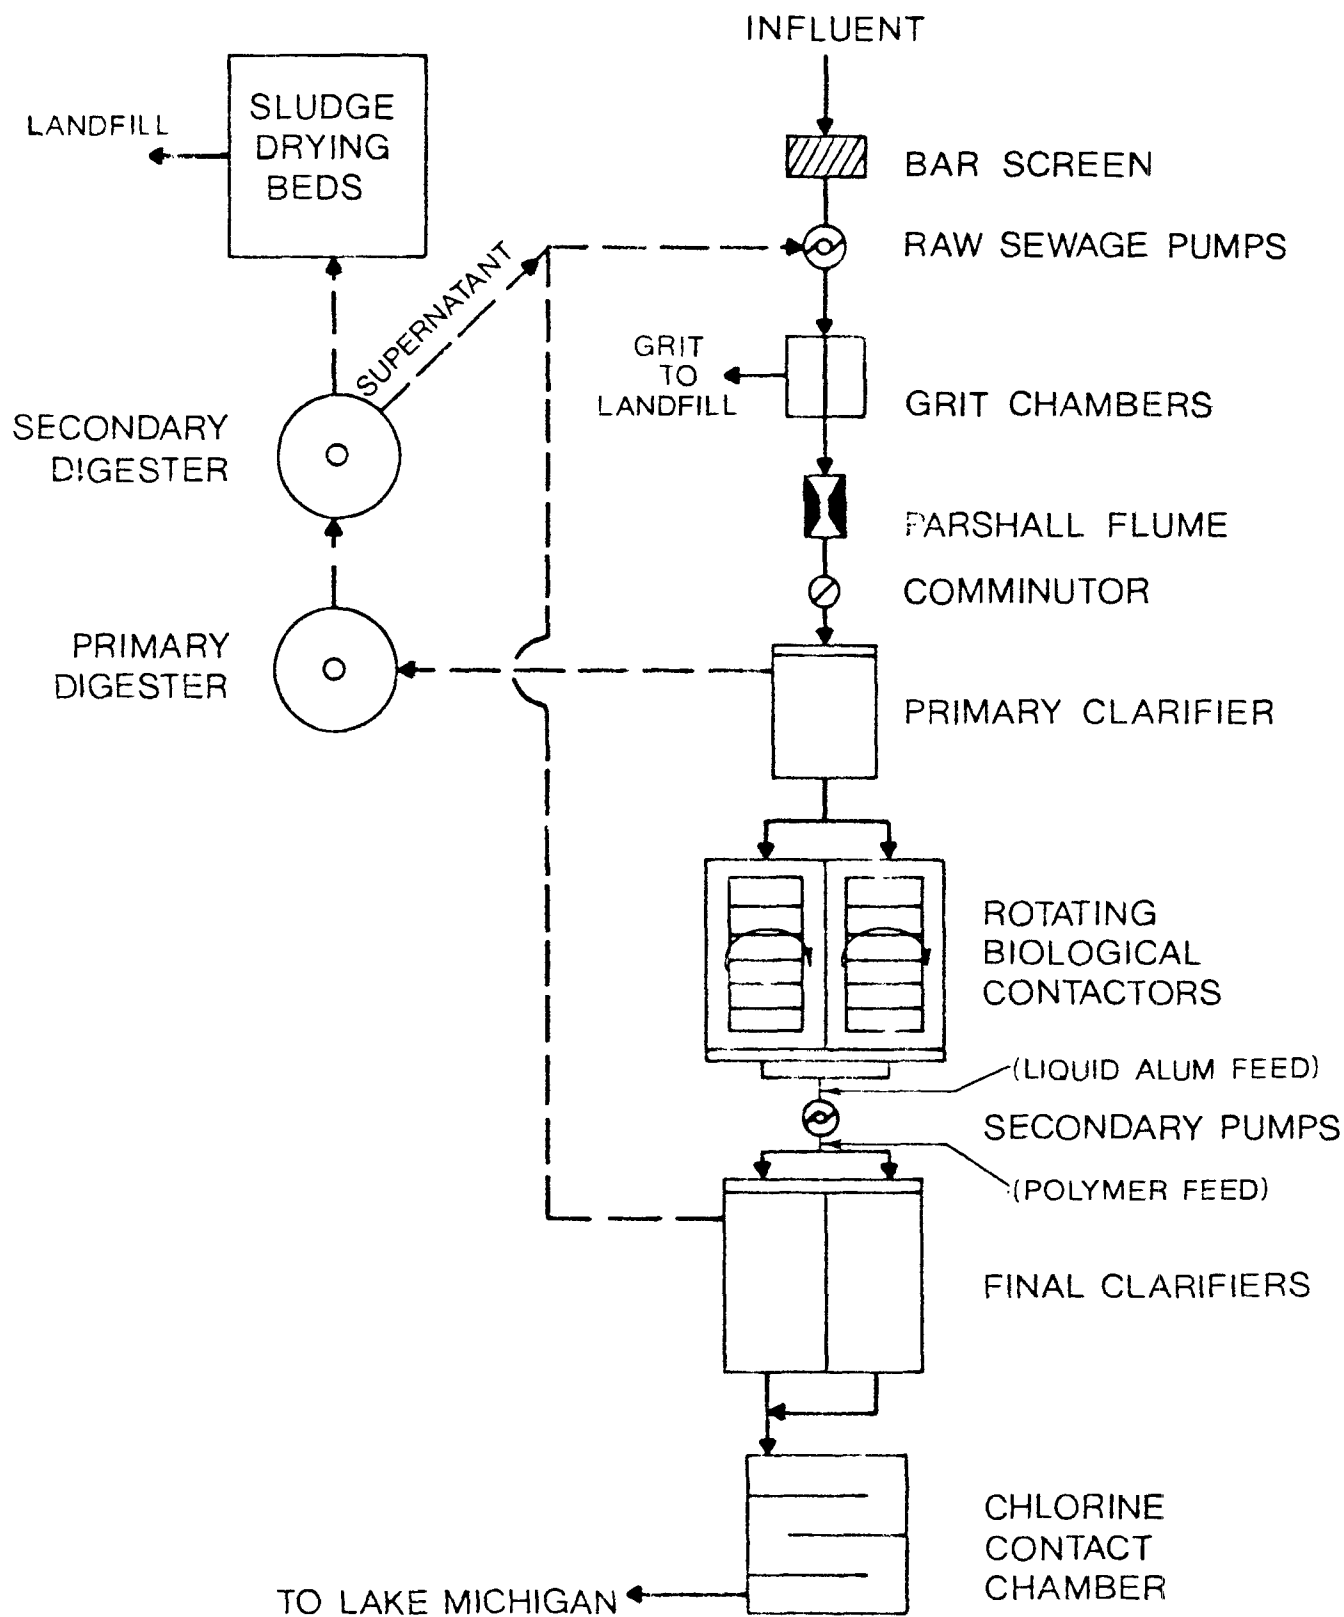 INFLUENT
LANDFILL
SLUDGE
DRYING
BEDS
BAR SCREEN
RAW SEWAGE PUMPS
SUPERNATANT
GRIT
TO
LANDFILL
GRIT CHAMBERS
SECONDARY
DIGESTER
PARSHALL FLUME
COMMINUTOR
PRIMARY
DIGESTER
PRIMARY CLARIFIER
ROTATING
BIOLOGICAL
CONTACTORS
(LIQUID ALUM FEED)
SECONDARY PUMPS
(POLYMER FEED)
FINAL CLARIFIERS
CHLORINE
CONTACT
CHAMBER
TO LAKE MICHIGAN